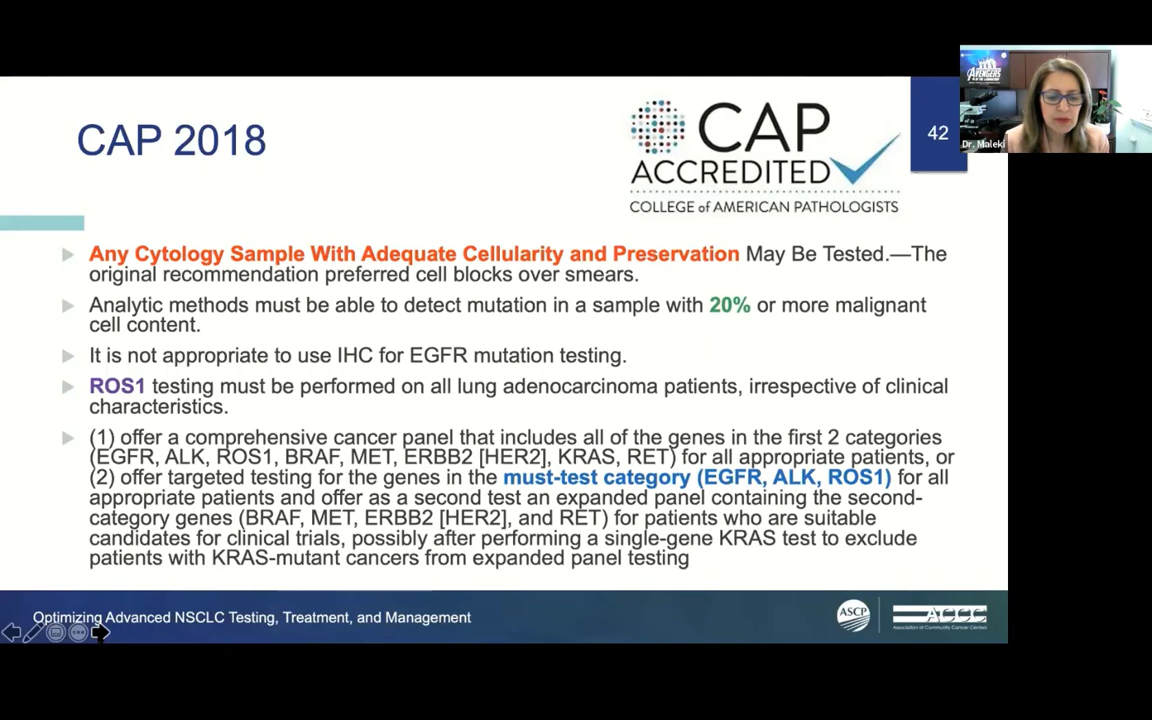 CAP 2018
CAP
ACCREDITED
COLLEGE of AMERICAN PATHOLOGISTS
42
AVENGERS
Dr. Maleki
Any Cytology Sample With Adequate Cellularity and Preservation May Be Tested.—The
original recommendation preferred cell blocks over smears.
Analytic methods must be able to detect mutation in a sample with 20% or more malignant
cell content.
It is not appropriate to use IHC for EGFR mutation testing.
ROS1 testing must be performed on all lung adenocarcinoma patients, irrespective of clinical
characteristics.
(1) offer a comprehensive cancer panel that includes all of the genes in the first 2 categories
(EGFR, ALK, ROS1, BRAF, MET, ERBB2 [HER2], KRAS, RET) for all appropriate patients, or
(2) offer targeted testing for the genes in the must-test category (EGFR, ALK, ROS1) for all
appropriate patients and offer as a second test an expanded panel containing the second-
category genes (BRAF, MET, ERBB2 [HER2], and RET) for patients who are suitable
candidates for clinical trials, possibly after performing a single-gene KRAS test to exclude
patients with KRAS-mutant cancers from expanded panel testing
Optimizing Advanced NSCLC Testing, Treatment, and Management
ASCP
ACCC
Association of Community Cancer Centers